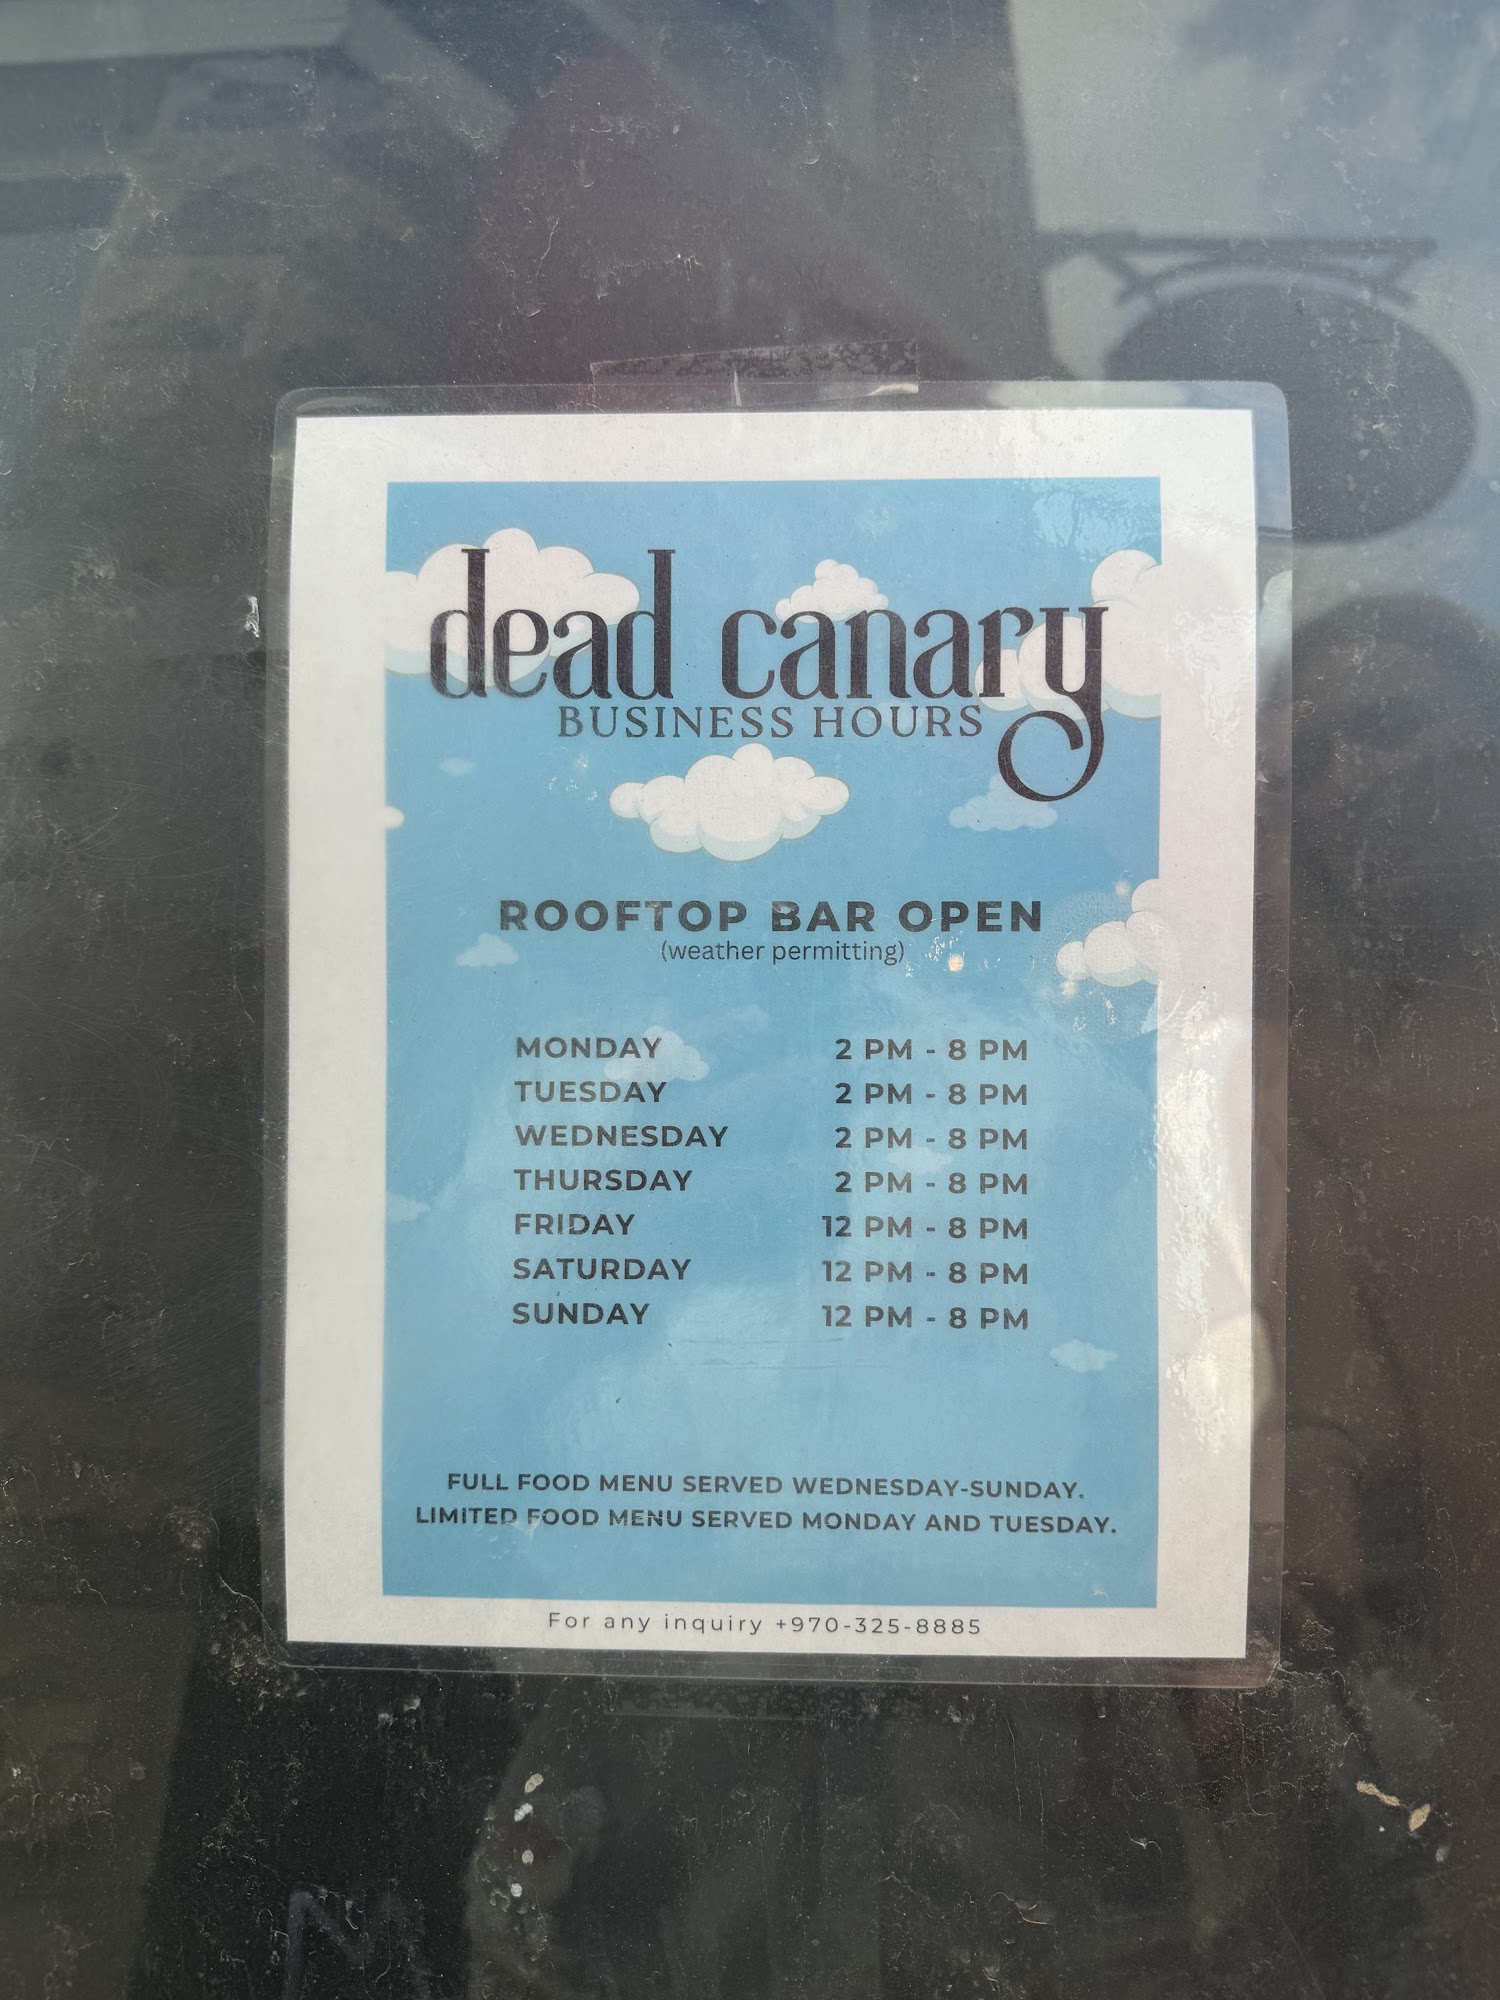 dead canary
BUSINESS HOURS
ROOFTOP BAR OPEN
(weather permitting)
MONDAY 2 PM - 8 PM
TUESDAY 2 PM - 8 PM
WEDNESDAY 2 PM - 8 PM
THURSDAY 2 PM - 8 PM
FRIDAY 12 PM - 8 PM
SATURDAY 12 PM - 8 PM
SUNDAY 12 PM - 8 PM
FULL FOOD MENU SERVED WEDNESDAY-SUNDAY.
LIMITED FOOD MENU SERVED MONDAY AND TUESDAY.
For any inquiry +970-325-8885